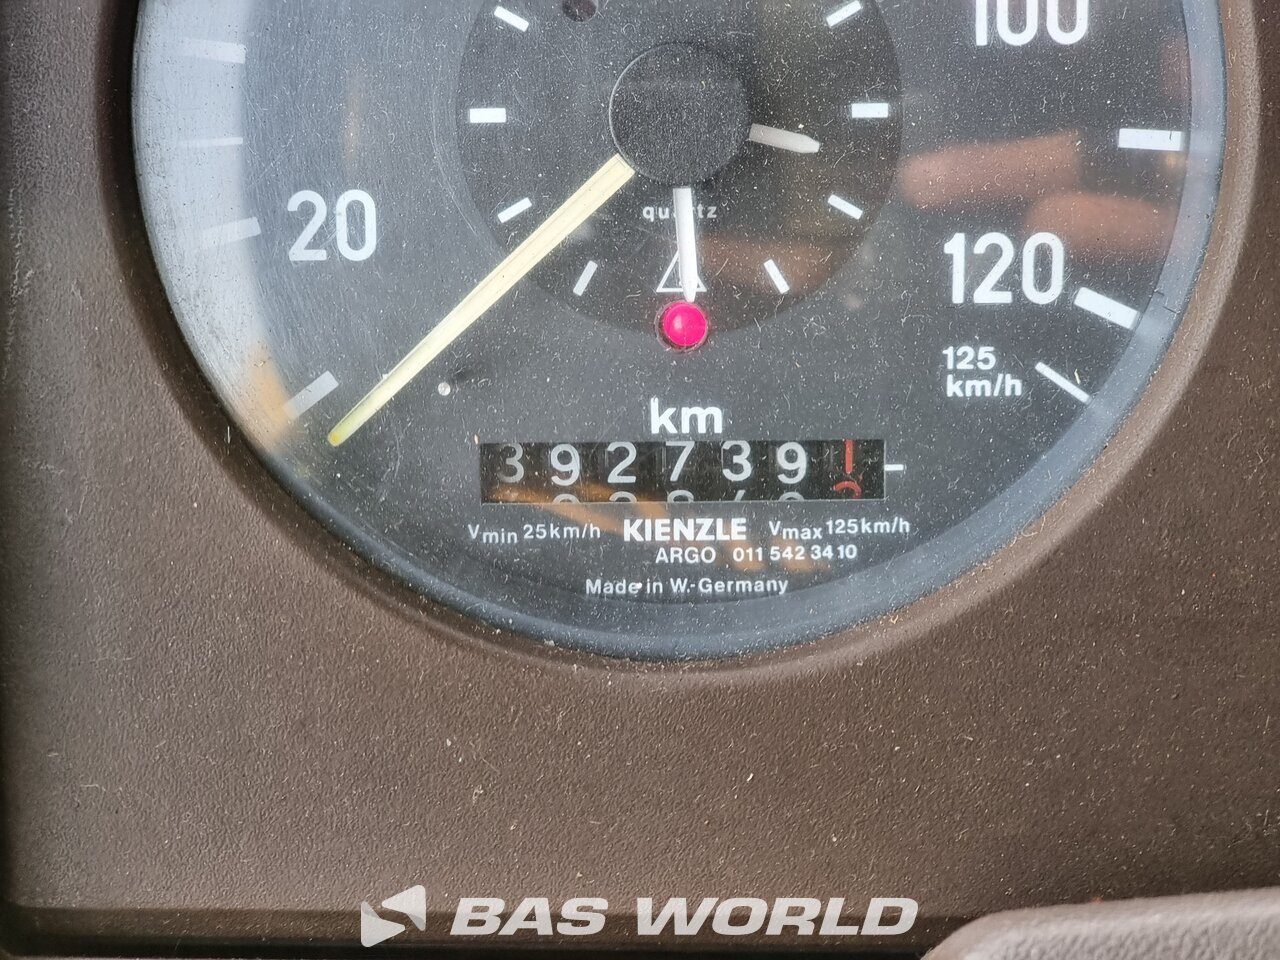 100
20
quartz
120
125
km/h
km
3927391
Vmin 25km/h KIENZLE Vmax 125km/h
ARGO 011 542 34 10
Made in W.-Germany
BAS WORLD